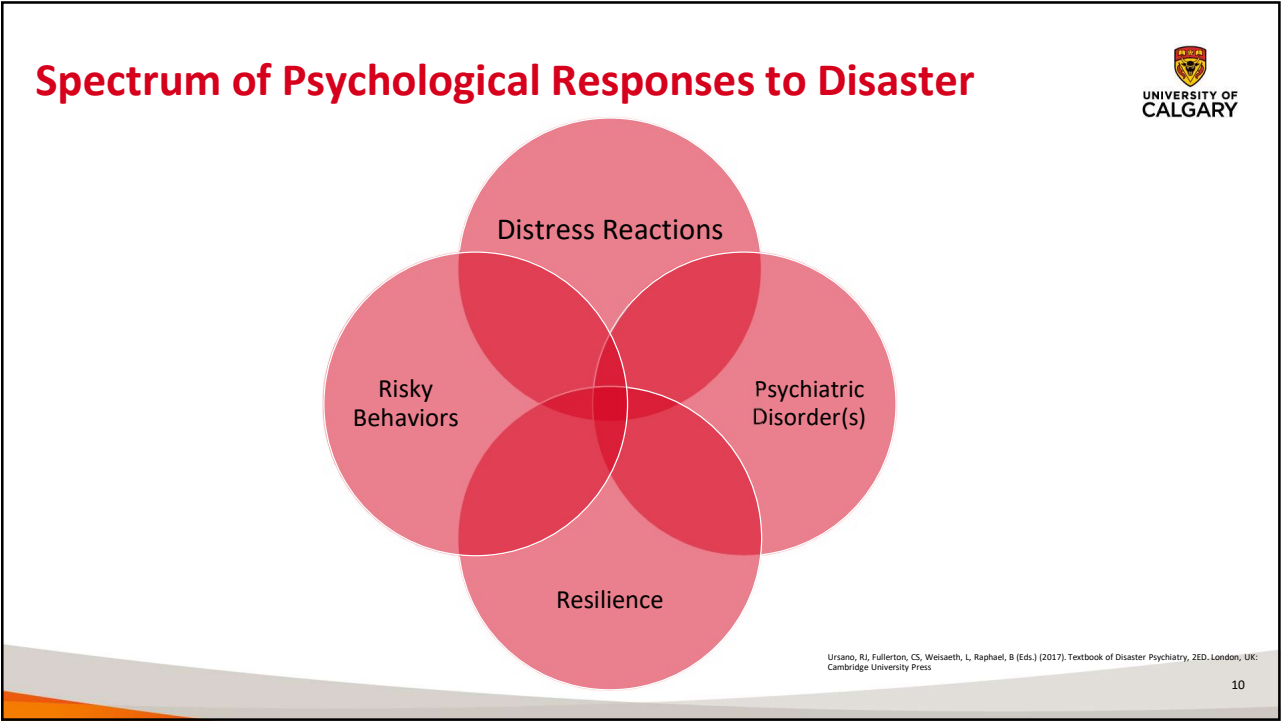 Spectrum of Psychological Responses to Disaster
UNIVERSITY OF
CALGARY
Distress Reactions
Risky
Behaviors
Psychiatric
Disorder(s)
Resilience
Ursano, RJ, Fullerton, CS, Weisaeth, L, Raphael, B (Eds.) (2017). Textbook of Disaster Psychiatry, 2ED. London, UK:
Cambridge University Press
10